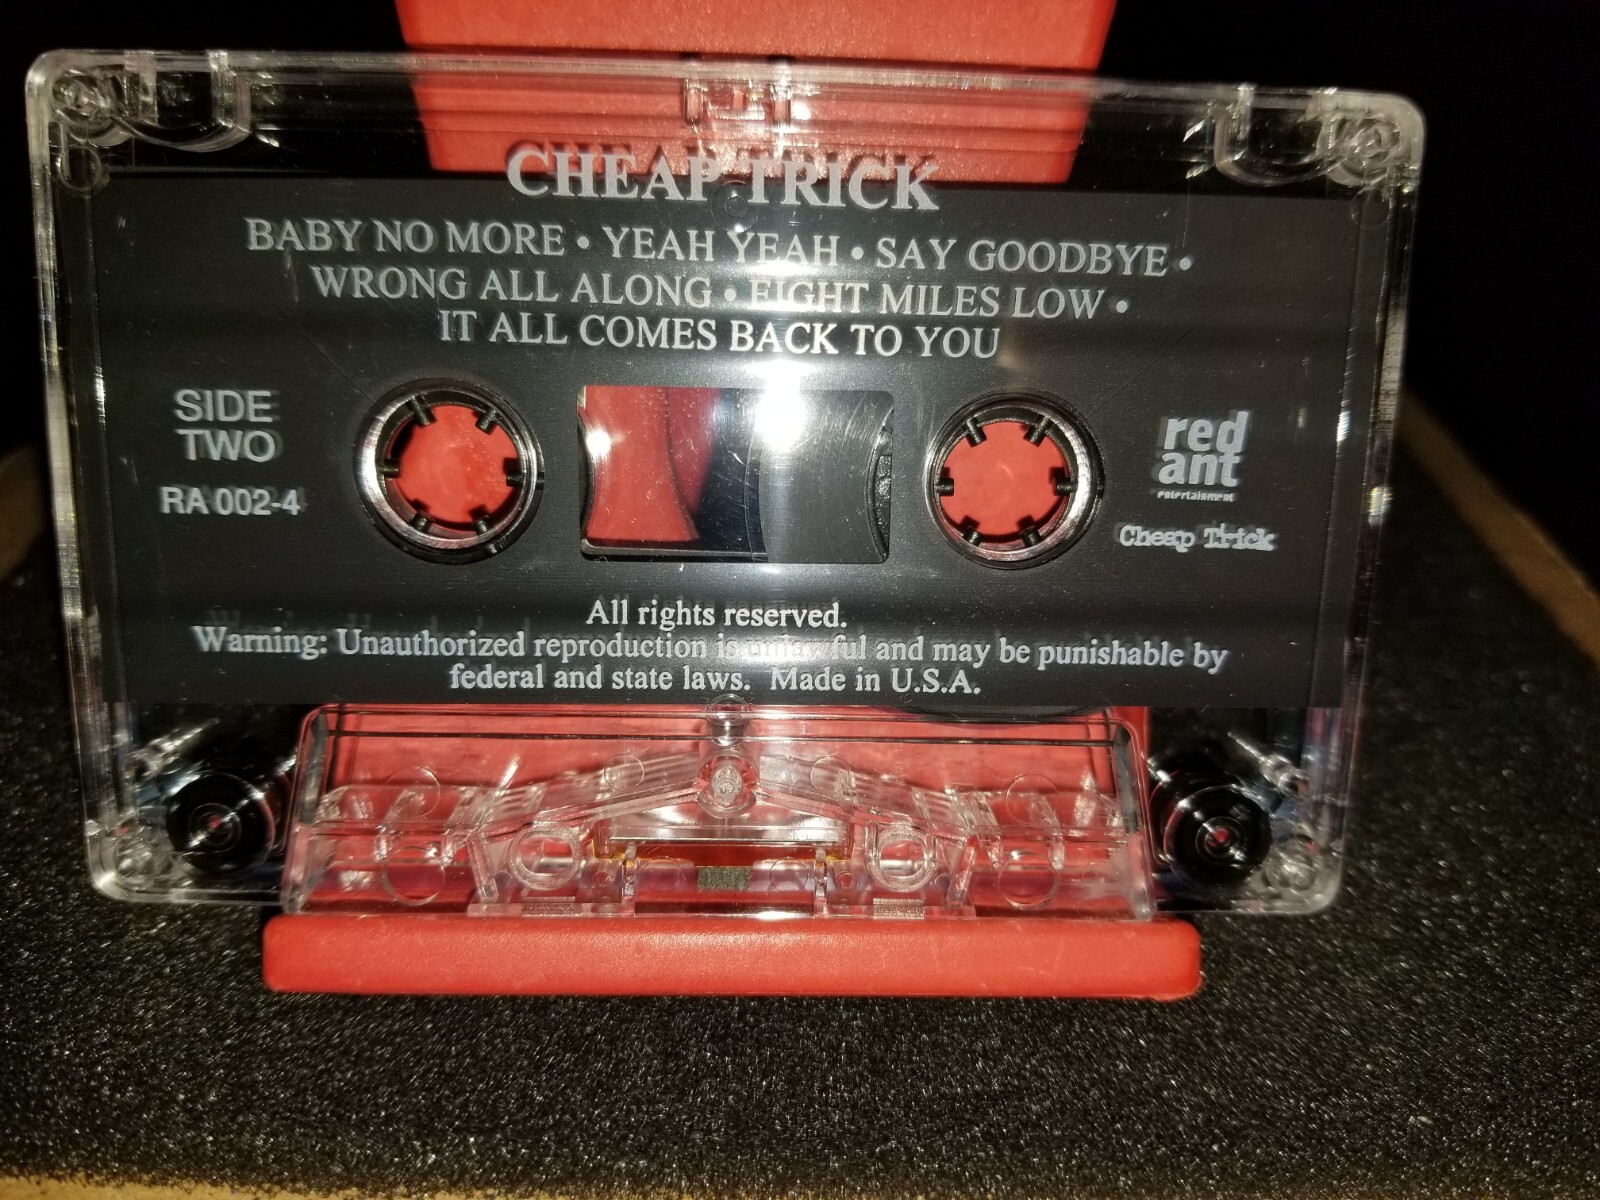 CHEAP TRICK
BABY NO MORE • YEAH YEAH • SAY GOODBYE •
WRONG ALL ALONG • EIGHT MILES LOW •
IT ALL COMES BACK TO YOU
SIDE
TWO
RA 002-4
red
ant
entertainment
Cheap Trick
All rights reserved.
Warning: Unauthorized reproduction is unlawful and may be punishable by
federal and state laws. Made in U.S.A.